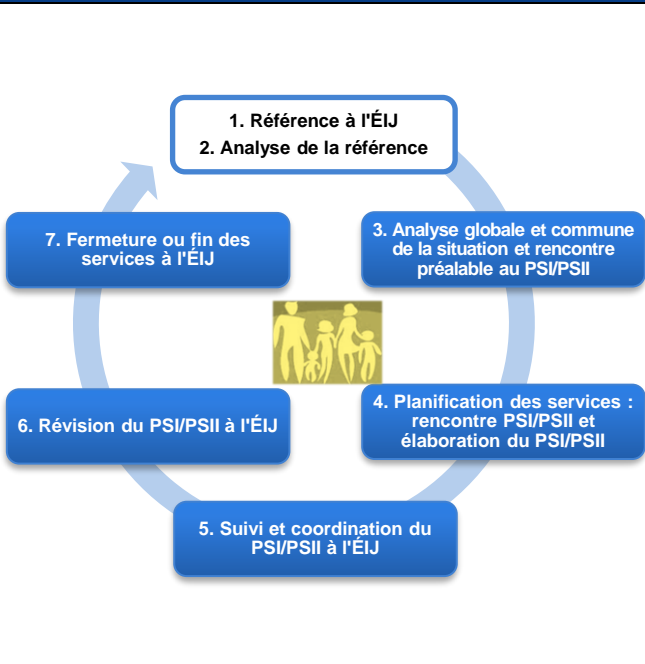 1. Référence à l'ÉIJ
2. Analyse de la référence
3. Analyse globale et commune
de la situation et rencontre
préalable au PSI/PSII
4. Planification des services :
rencontre PSI/PSII et
élaboration du PSI/PSII
5. Suivi et coordination du
PSI/PSII à l'ÉIJ
6. Révision du PSI/PSII à l'ÉIJ
7. Fermeture ou fin des
services à l'ÉIJ